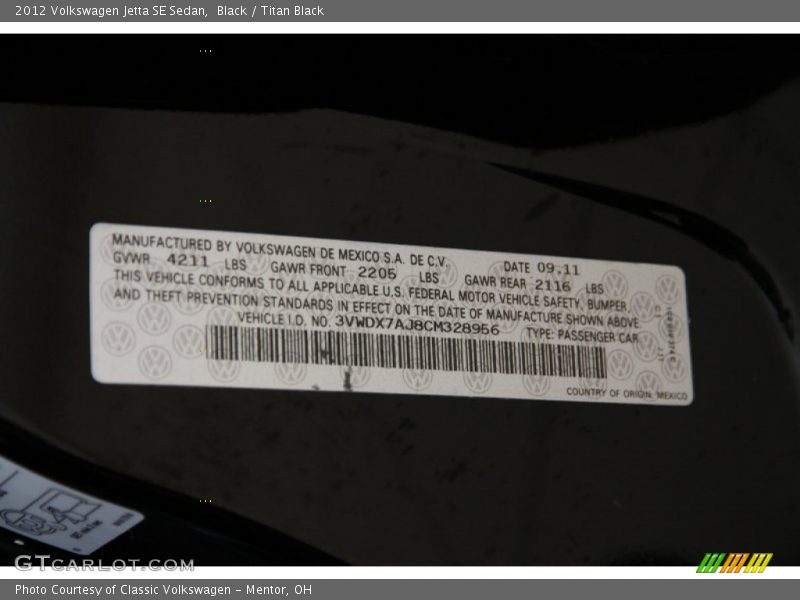 2012 Volkswagen Jetta SE Sedan,  Black / Titan Black
MANUFACTURED BY VOLKSWAGEN DE MEXICO S.A. DE C.V.   DATE 09.11
GVWR   4211   LBS   GAWR FRONT   2205   LBS   GAWR REAR   2116   LBS
THIS VEHICLE CONFORMS TO ALL APPLICABLE U.S. FEDERAL MOTOR VEHICLE SAFETY, BUMPER,
AND THEFT PREVENTION STANDARDS IN EFFECT ON THE DATE OF MANUFACTURE SHOWN ABOVE.
VEHICLE I.D. NO. 3VWDX7AJ8CM328956   TYPE: PASSENGER CAR
COUNTRY OF ORIGIN: MEXICO
GTCARLOT.COM
Photo Courtesy of Classic Volkswagen - Mentor, OH